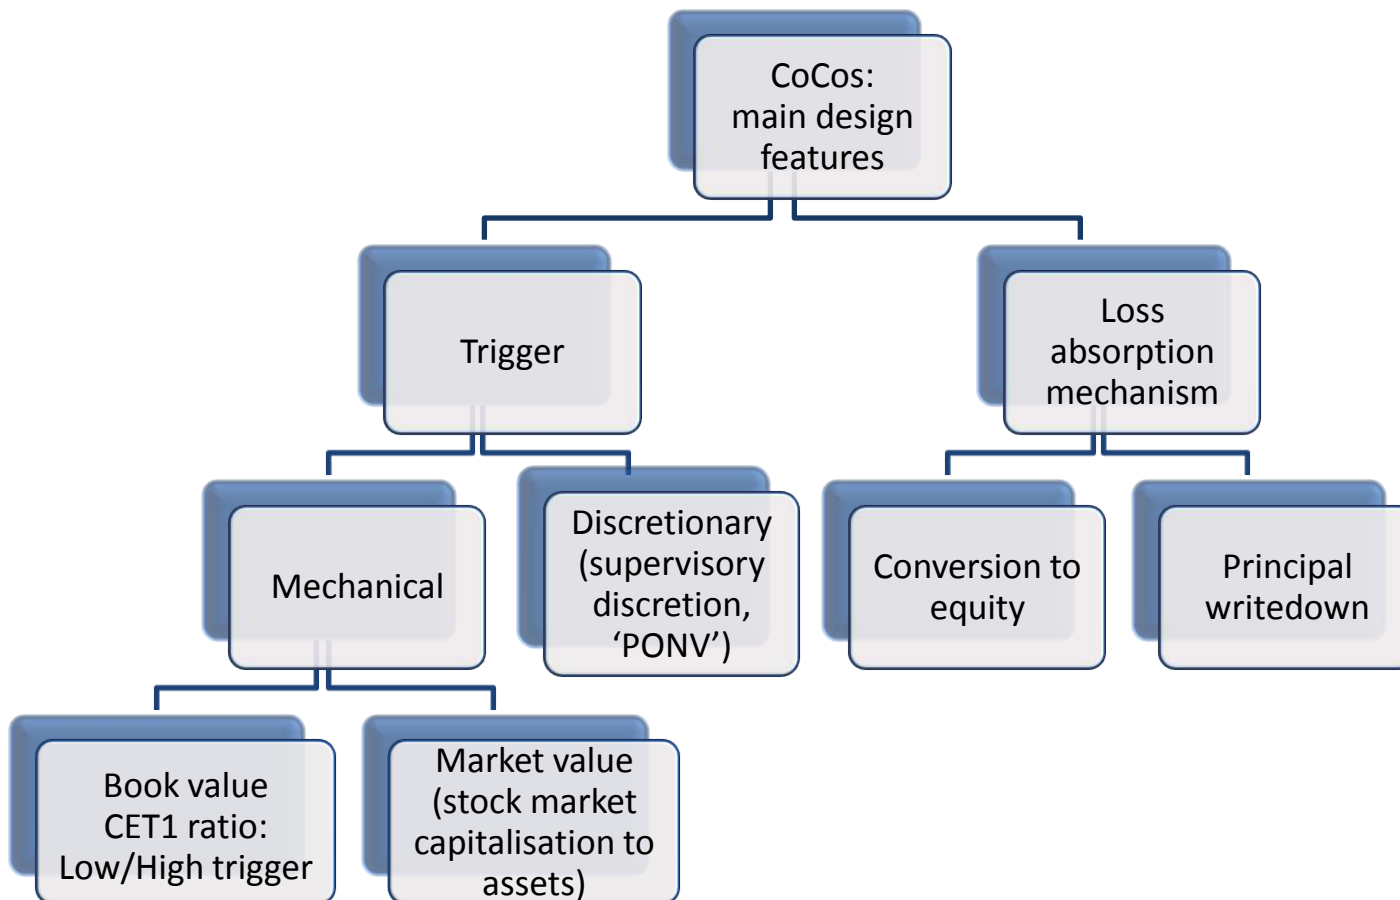 CoCos:
main design
features
Trigger
Loss
absorption
mechanism
Mechanical
Discretionary
(supervisory
discretion,
‘PONV’)
Conversion to
equity
Principal
writedown
Book value
CET1 ratio:
Low/High trigger
Market value
(stock market
capitalisation to
assets)